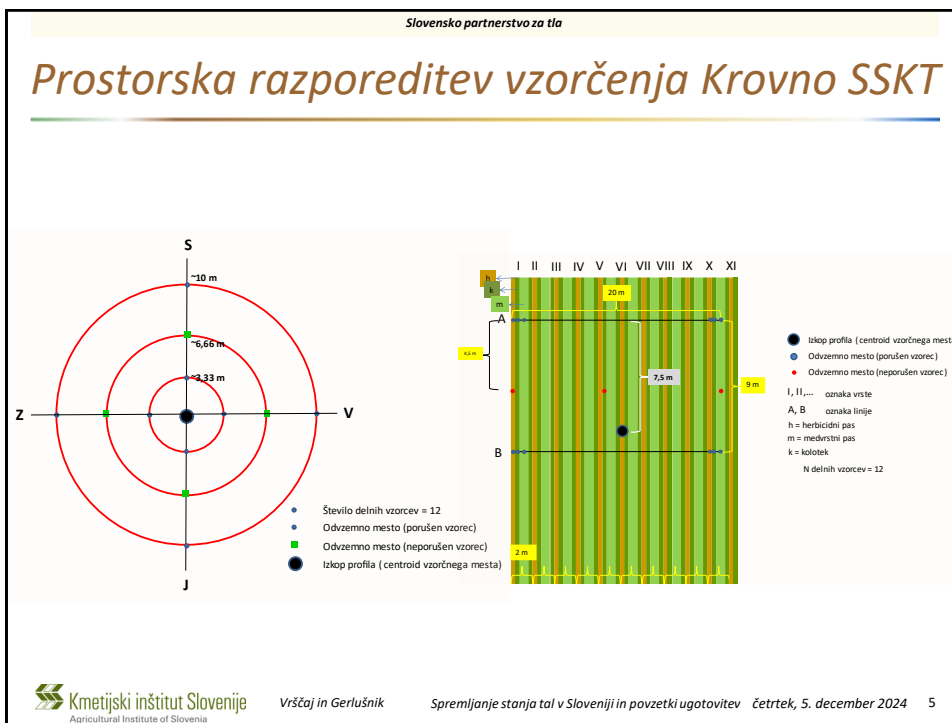 Slovensko partnerstvo za tla
Prostorska razporeditev vzorčenja Krovno SSKT
S
~10 m
~6,66 m
~3,33 m
Z
V
J
Število delnih vzorcev = 12
Odvzemno mesto (porušen vzorec)
Odvzemno mesto (neporušen vzorec)
Izkop profila ( centroid vzorčnega mesta)
I II III IV V VI VII VIII IX X XI
h
k
m
20 m
A
4,5 m
7,5 m
9 m
B
2 m
Izkop profila ( centroid vzorčnega mesta
Odvzemno mesto (porušen vzorec)
Odvzemno mesto (neporušen vzorec)
I, II,... oznaka vrste
A, B oznaka linije
h = herbicidni pas
m = medvrstni pas
k = kolotek
N delnih vzorcev = 12
Kmetijski inštitut Slovenije
Agricultural Institute of Slovenia
Vrščaj in Gerlušnik Spremljanje stanja tal v Sloveniji in povzetki ugotovitev četrtek, 5. december 2024 5